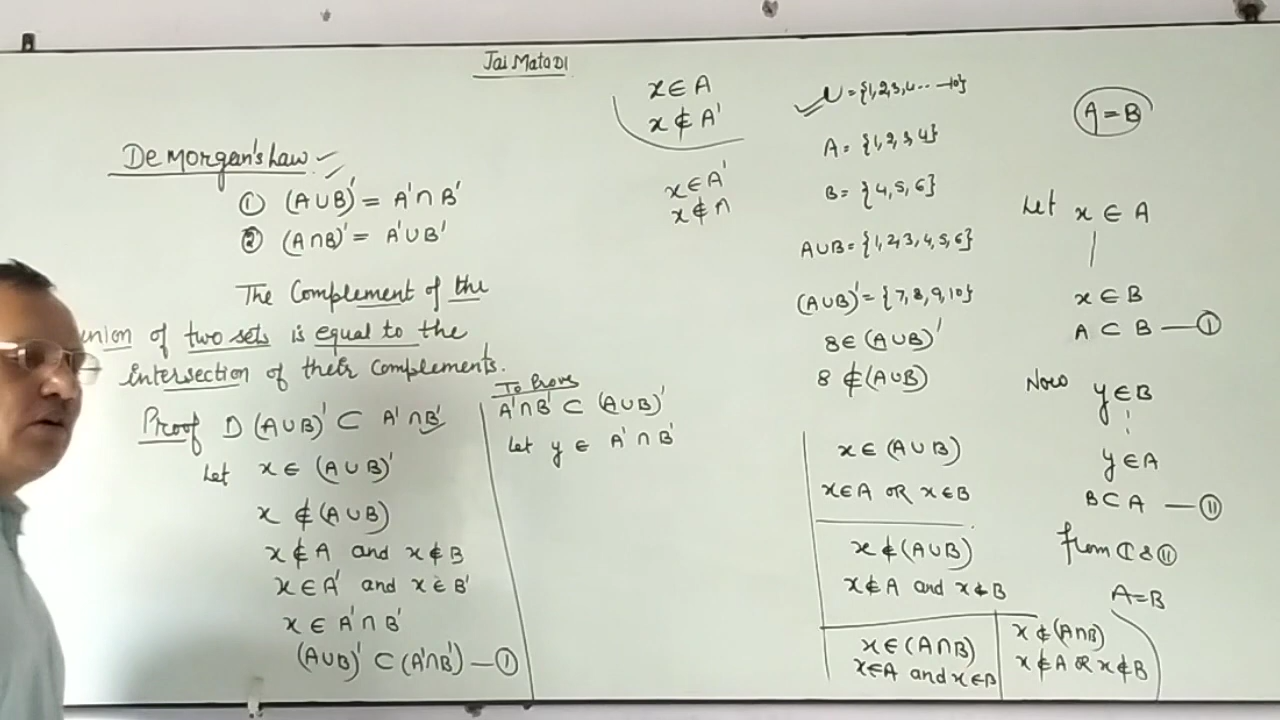 Jai Mata DI
De Morgan's Law
① (A∪B)' = A'∩B'
② (A∩B)' = A'∪B'
The Complement of the
union of two sets is equal to the
intersection of their complements.
Proof D (A∪B)' ⊂ A'∩B'
Let x ∈ (A∪B)'
x ∉ (A∪B)
x ∉ A and x ∉ B
x ∈ A' and x ∈ B'
x ∈ A'∩B'
(A∪B)' ⊂ (A'∩B') — ①
To Prove
A'∩B' ⊂ (A∪B)'
Let y ∈ A'∩B'
x ∈ A
x ∉ A'
x ∈ A'
x ∉ A
U = {1,2,3,4...-10}
A = {1,2,3,4}
B = {4,5,6}
A∪B = {1,2,3,4,5,6}
(A∪B)' = {7,8,9,10}
8 ∈ (A∪B)'
8 ∉ (A∪B)
x ∈ (A∪B)
x ∈ A OR x ∈ B
x ∉ (A∪B)
x ∉ A and x ∉ B
x ∈ (A∩B)
x ∈ A and x ∈ B
x ∉ (A∩B)
x ∉ A OR x ∉ B
A = B
Let x ∈ A
x ∈ B
A ⊂ B — ①
Now y ∈ B
y ∈ A
B ⊂ A — ⑪
from ① & ⑪
A = B